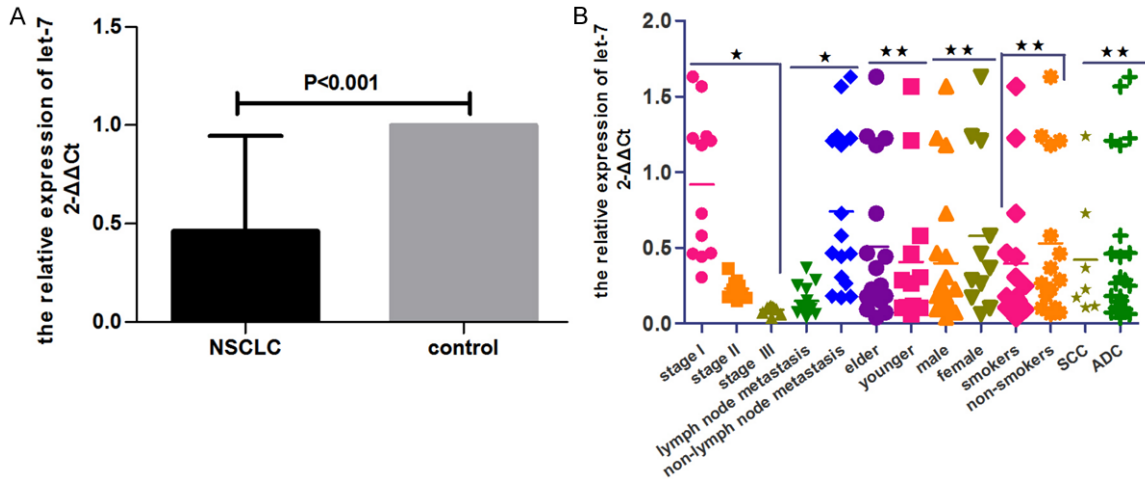 A
the relative expression of let-7
2-ΔΔCt
1.5
1.0
0.5
0.0
P<0.001
NSCLC
control
B
the relative expression of let-7
2-ΔΔCt
2.0
1.5
1.0
0.5
0.0
★
★
★★
★★
★★
★★
stage I
stage II
stage III
lymph node metastasis
non-lymph node metastasis
elder
younger
male
female
smokers
non-smokers
SCC
ADC